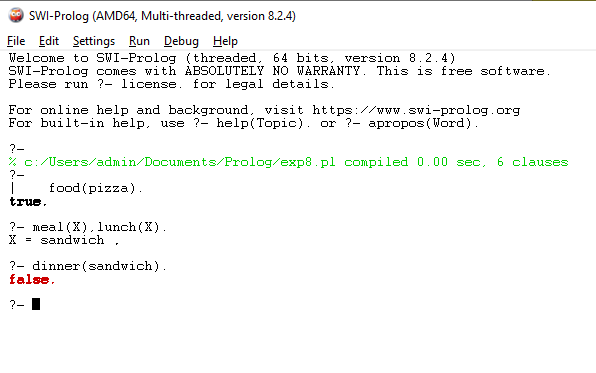 SWI-Prolog (AMD64, Multi-threaded, version 8.2.4)
File Edit Settings Run Debug Help
Welcome to SWI-Prolog (threaded, 64 bits, version 8.2.4)
SWI-Prolog comes with ABSOLUTELY NO WARRANTY. This is free software.
Please run ?- license. for legal details.
For online help and background, visit https://www.swi-prolog.org
For built-in help, use ?- help(Topic). or ?- apropos(Word).
?-
% c:/Users/admin/Documents/Prolog/exp8.pl compiled 0.00 sec, 6 clauses
?-
| food(pizza).
true.
?- meal(X),lunch(X).
X = sandwich ,
?- dinner(sandwich).
false.
?-